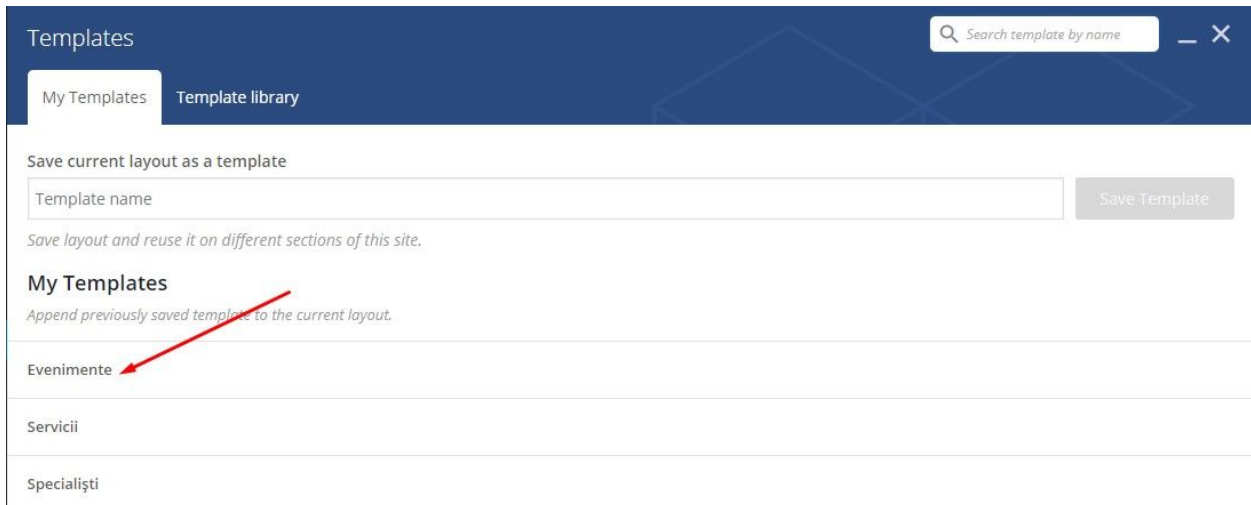 Templates
Search template by name
My Templates
Template library
Save current layout as a template
Template name
Save Template
Save layout and reuse it on different sections of this site.
My Templates
Append previously saved template to the current layout.
Evenimente
Servicii
Specialişti